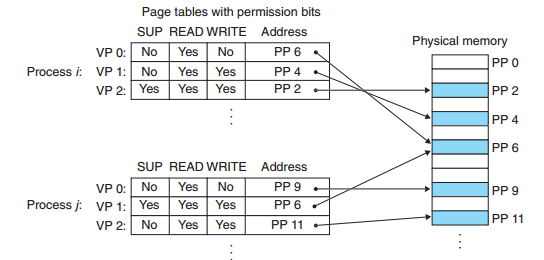 Page tables with permission bits
SUP READ WRITE Address
VP 0: No Yes No PP 6
Process i: VP 1: No Yes Yes PP 4
VP 2: Yes Yes Yes PP 2
⋮
SUP READ WRITE Address
VP 0: No Yes No PP 9
Process j: VP 1: Yes Yes Yes PP 6
VP 2: No Yes Yes PP 11
⋮
Physical memory
PP 0
PP 2
PP 4
PP 6
PP 9
PP 11
⋮